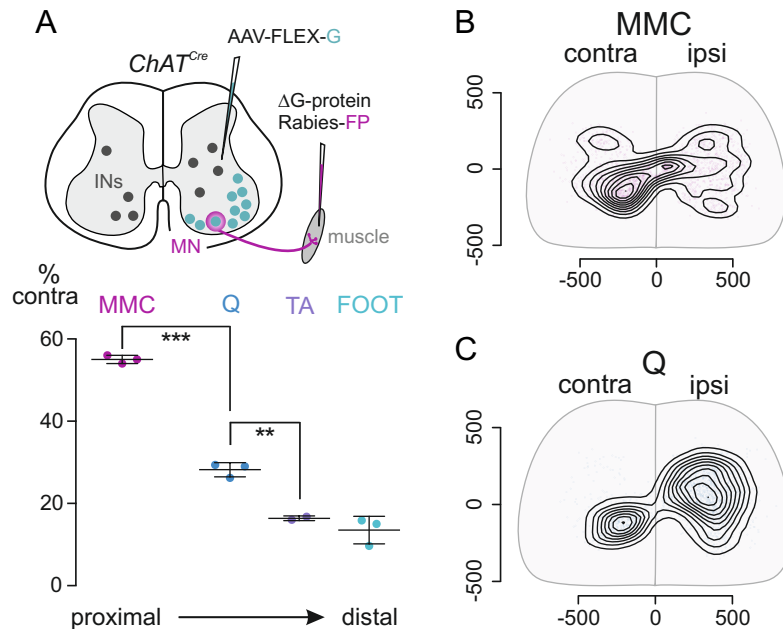 A
AAV-FLEX-G
ChAT^Cre
ΔG-protein
Rabies-FP
INs
MN
muscle
%
contra
MMC Q TA FOOT
60
***
40
**
20
0
proximal distal
B
MMC
contra ipsi
500
0
-500
-500 0 500
C
Q
contra ipsi
500
0
-500
-500 0 500